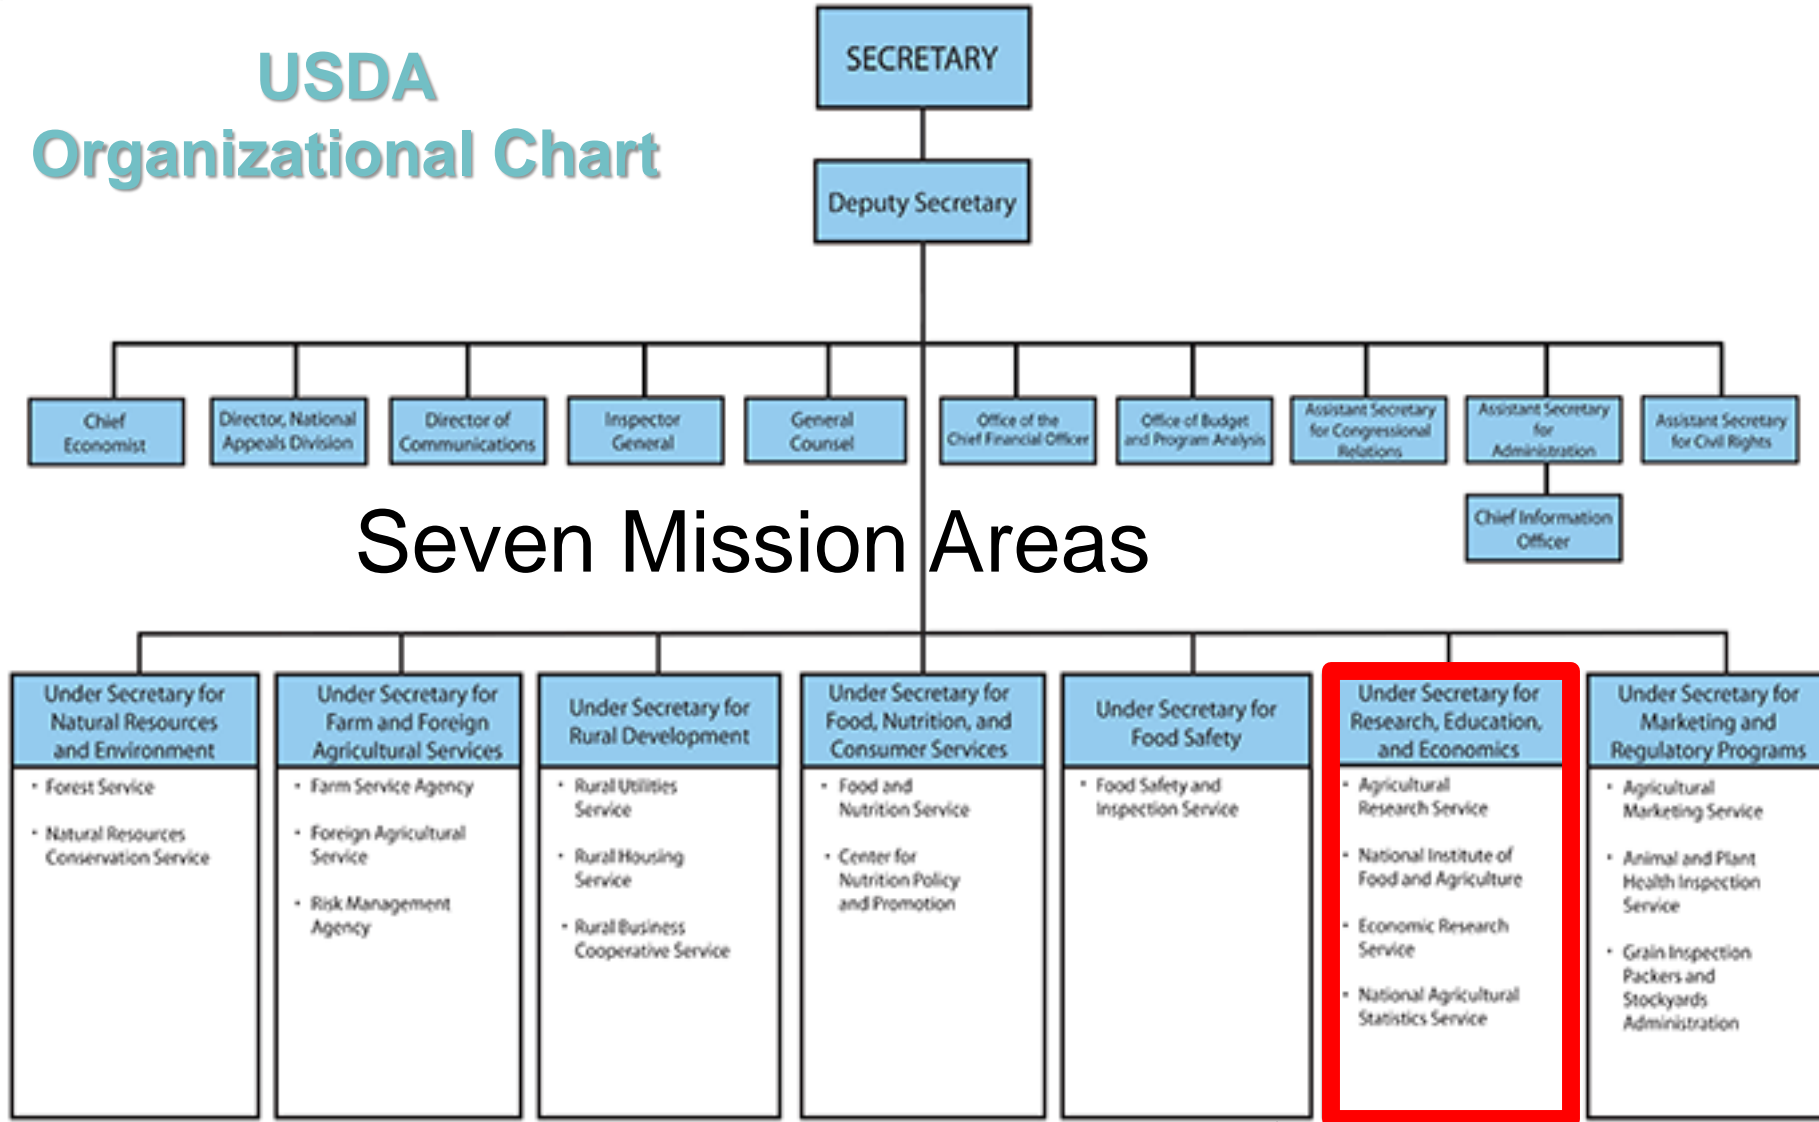 USDA
Organizational Chart
SECRETARY
Deputy Secretary
Chief
Economist
Director, National
Appeals Division
Director of
Communications
Inspector
General
General
Counsel
Office of the
Chief Financial Officer
Office of Budget
and Program Analysis
Assistant Secretary
for Congressional
Relations
Assistant Secretary
for
Administration
Assistant Secretary
for Civil Rights
Chief Information
Officer
Seven Mission Areas
Under Secretary for
Natural Resources
and Environment
• Forest Service
• Natural Resources
Conservation Service
Under Secretary for
Farm and Foreign
Agricultural Services
• Farm Service Agency
• Foreign Agricultural
Service
• Risk Management
Agency
Under Secretary for
Rural Development
• Rural Utilities
Service
• Rural Housing
Service
• Rural Business
Cooperative Service
Under Secretary for
Food, Nutrition, and
Consumer Services
• Food and
Nutrition Service
• Center for
Nutrition Policy
and Promotion
Under Secretary for
Food Safety
• Food Safety and
Inspection Service
Under Secretary for
Research, Education,
and Economics
• Agricultural
Research Service
• National Institute of
Food and Agriculture
• Economic Research
Service
• National Agricultural
Statistics Service
Under Secretary for
Marketing and
Regulatory Programs
• Agricultural
Marketing Service
• Animal and Plant
Health Inspection
Service
• Grain Inspection
Packers and
Stockyards
Administration